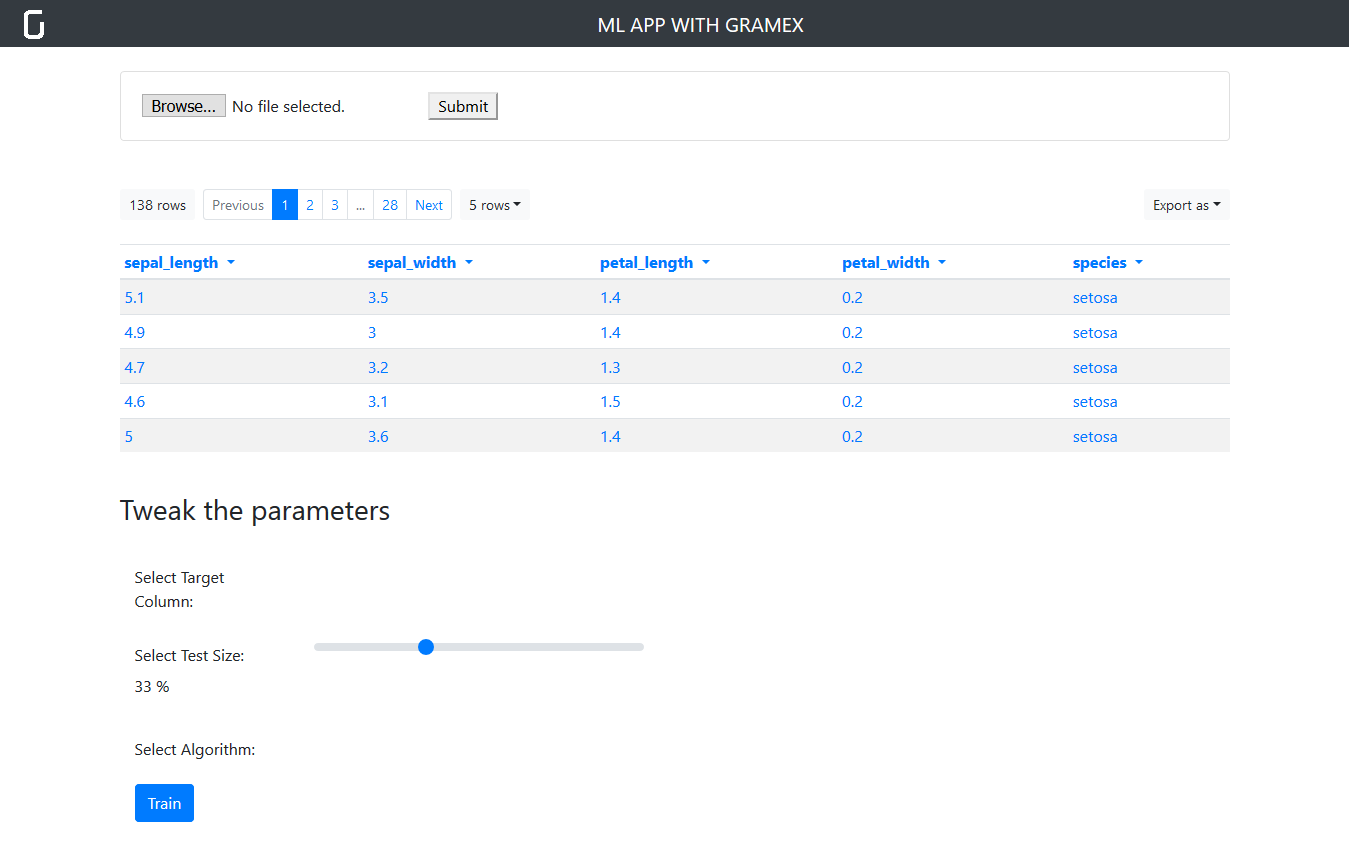 ML APP WITH GRAMEX
Browse... No file selected. Submit
138 rows Previous 1 2 3 ... 28 Next 5 rows Export as
sepal_length sepal_width petal_length petal_width species
5.1 3.5 1.4 0.2 setosa
4.9 3 1.4 0.2 setosa
4.7 3.2 1.3 0.2 setosa
4.6 3.1 1.5 0.2 setosa
5 3.6 1.4 0.2 setosa
Tweak the parameters
Select Target
Column:
Select Test Size:
33 %
Select Algorithm:
Train